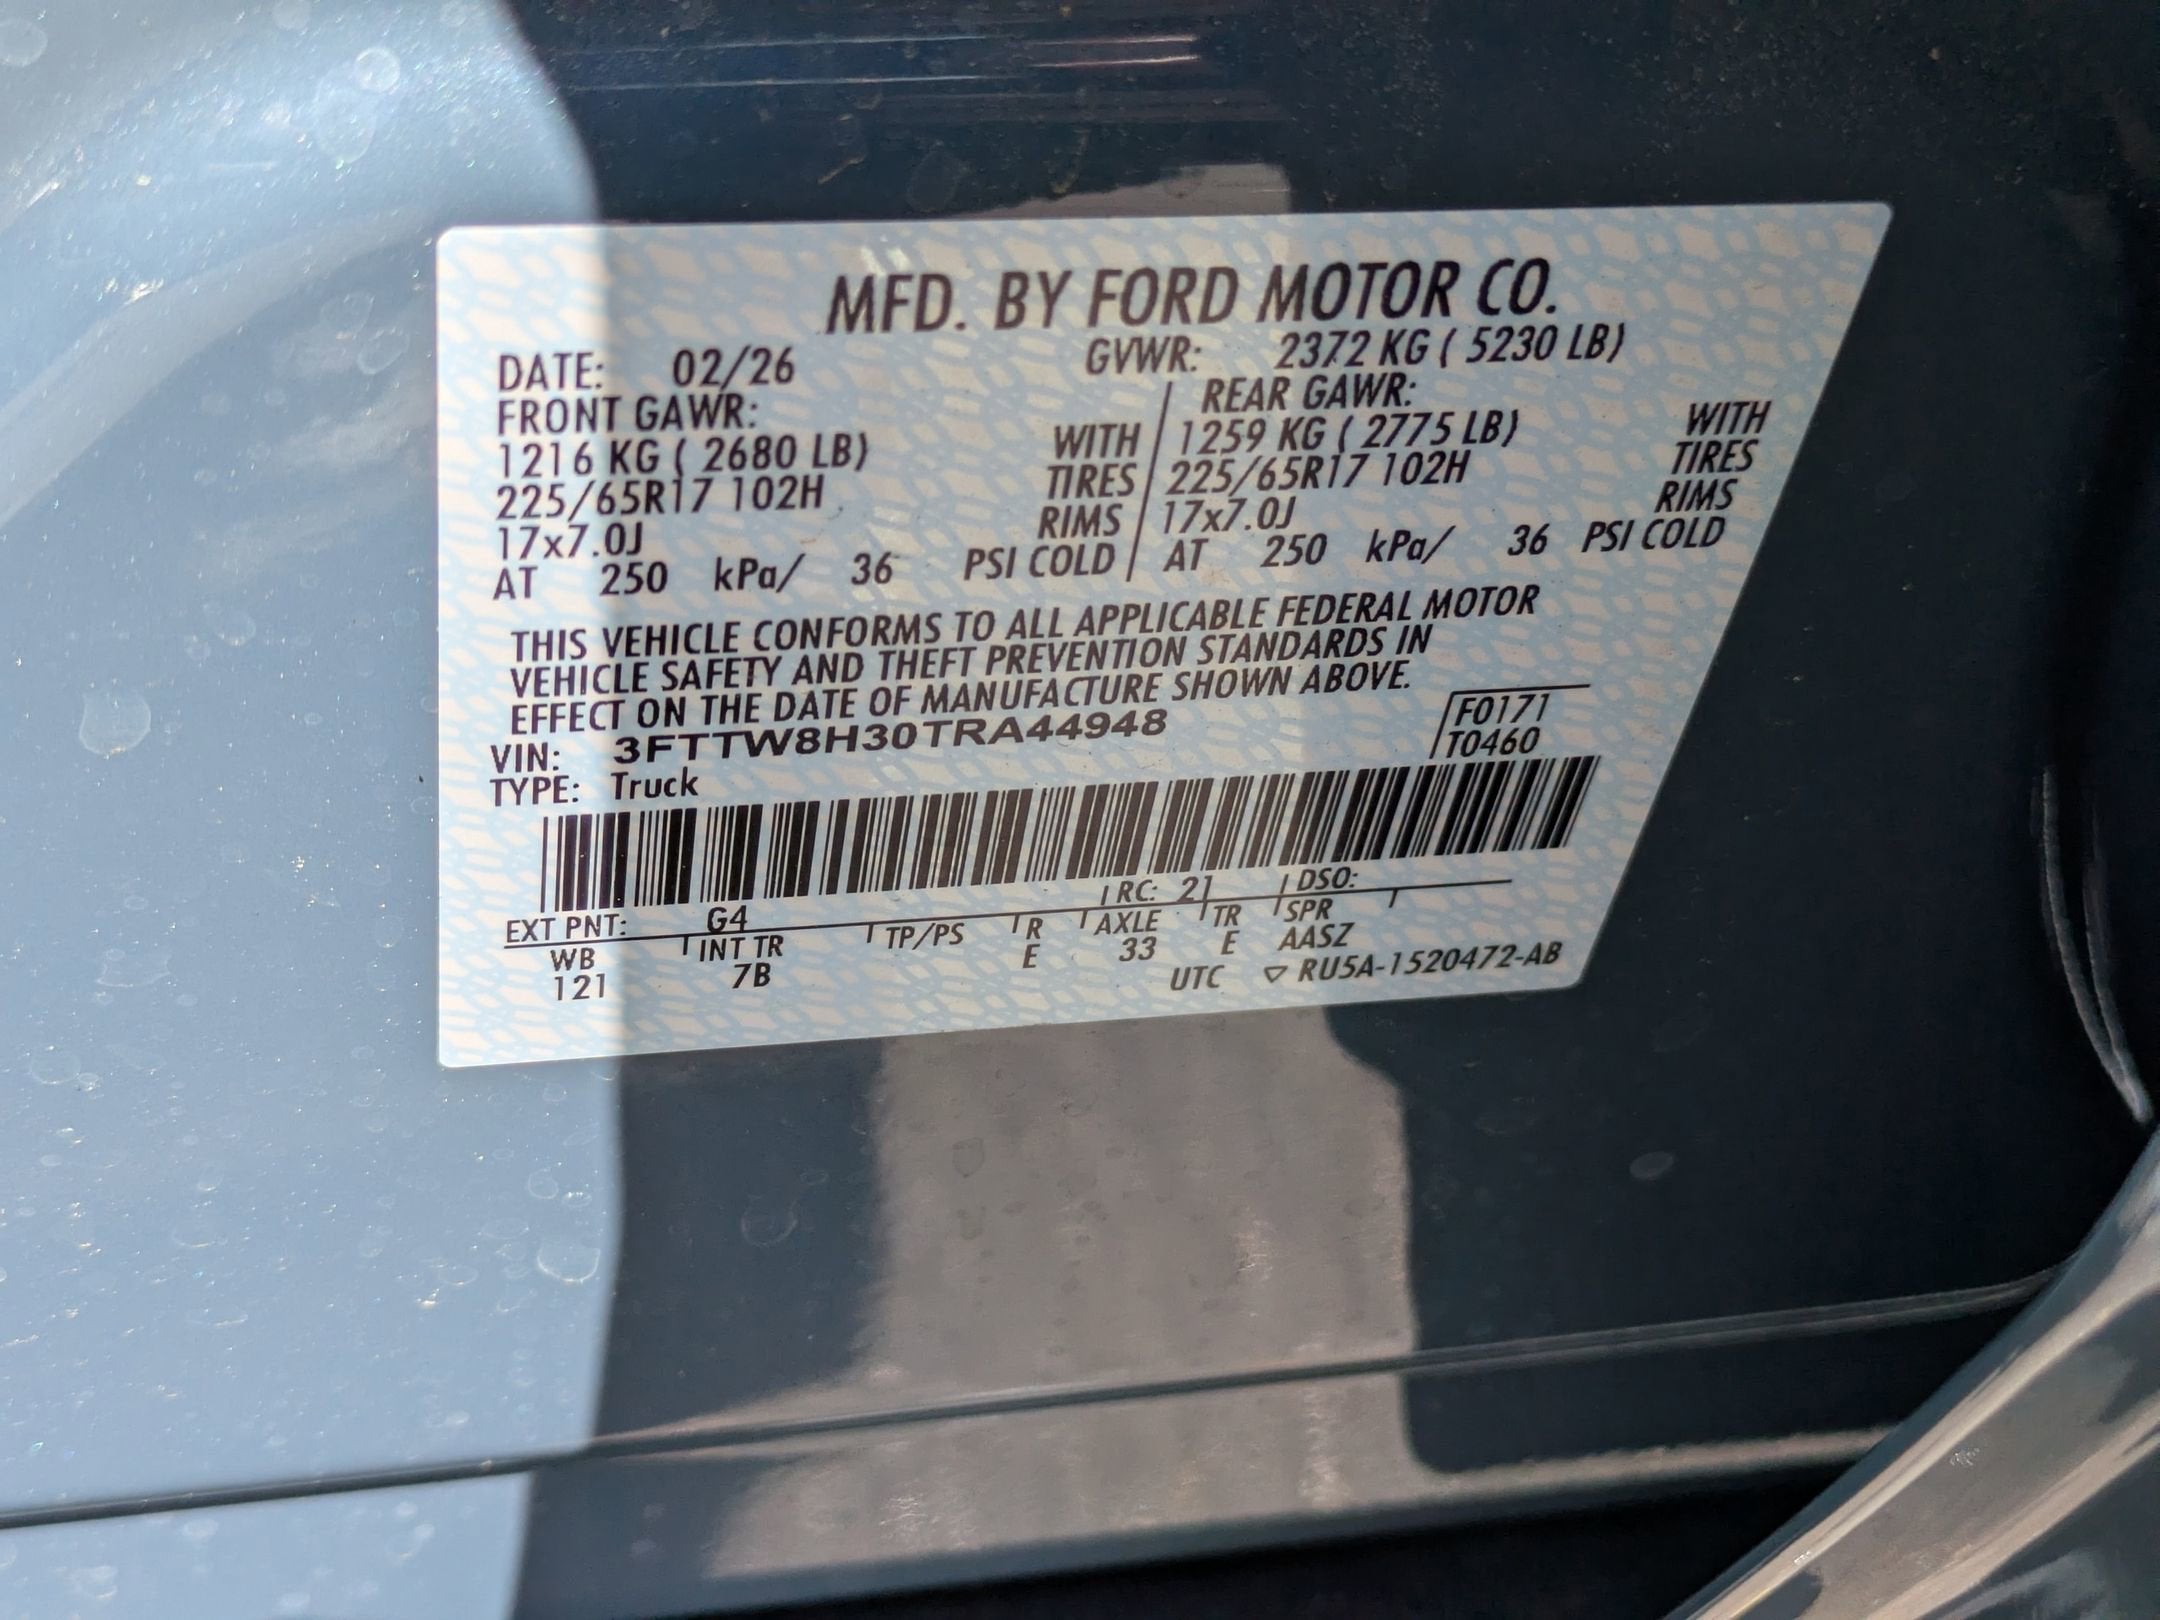 MFD. BY FORD MOTOR CO.
DATE: 02/26 GVWR: 2372 KG ( 5230 LB)
FRONT GAWR: REAR GAWR:
1216 KG ( 2680 LB) WITH 1259 KG ( 2775 LB) WITH
225/65R17 102H TIRES 225/65R17 102H TIRES
17x7.0J RIMS 17x7.0J RIMS
AT 250 kPa/ 36 PSI COLD AT 250 kPa/ 36 PSI COLD
THIS VEHICLE CONFORMS TO ALL APPLICABLE FEDERAL MOTOR
VEHICLE SAFETY AND THEFT PREVENTION STANDARDS IN
EFFECT ON THE DATE OF MANUFACTURE SHOWN ABOVE.
VIN: 3FTTW8H30TRA44948 F0171
TYPE: Truck T0460
EXT PNT: G4 RC: 21 DSO:
WB INT TR TP/PS R AXLE TR SPR
121 7B E 33 E AASZ
UTC ▽ RU5A-1520472-AB